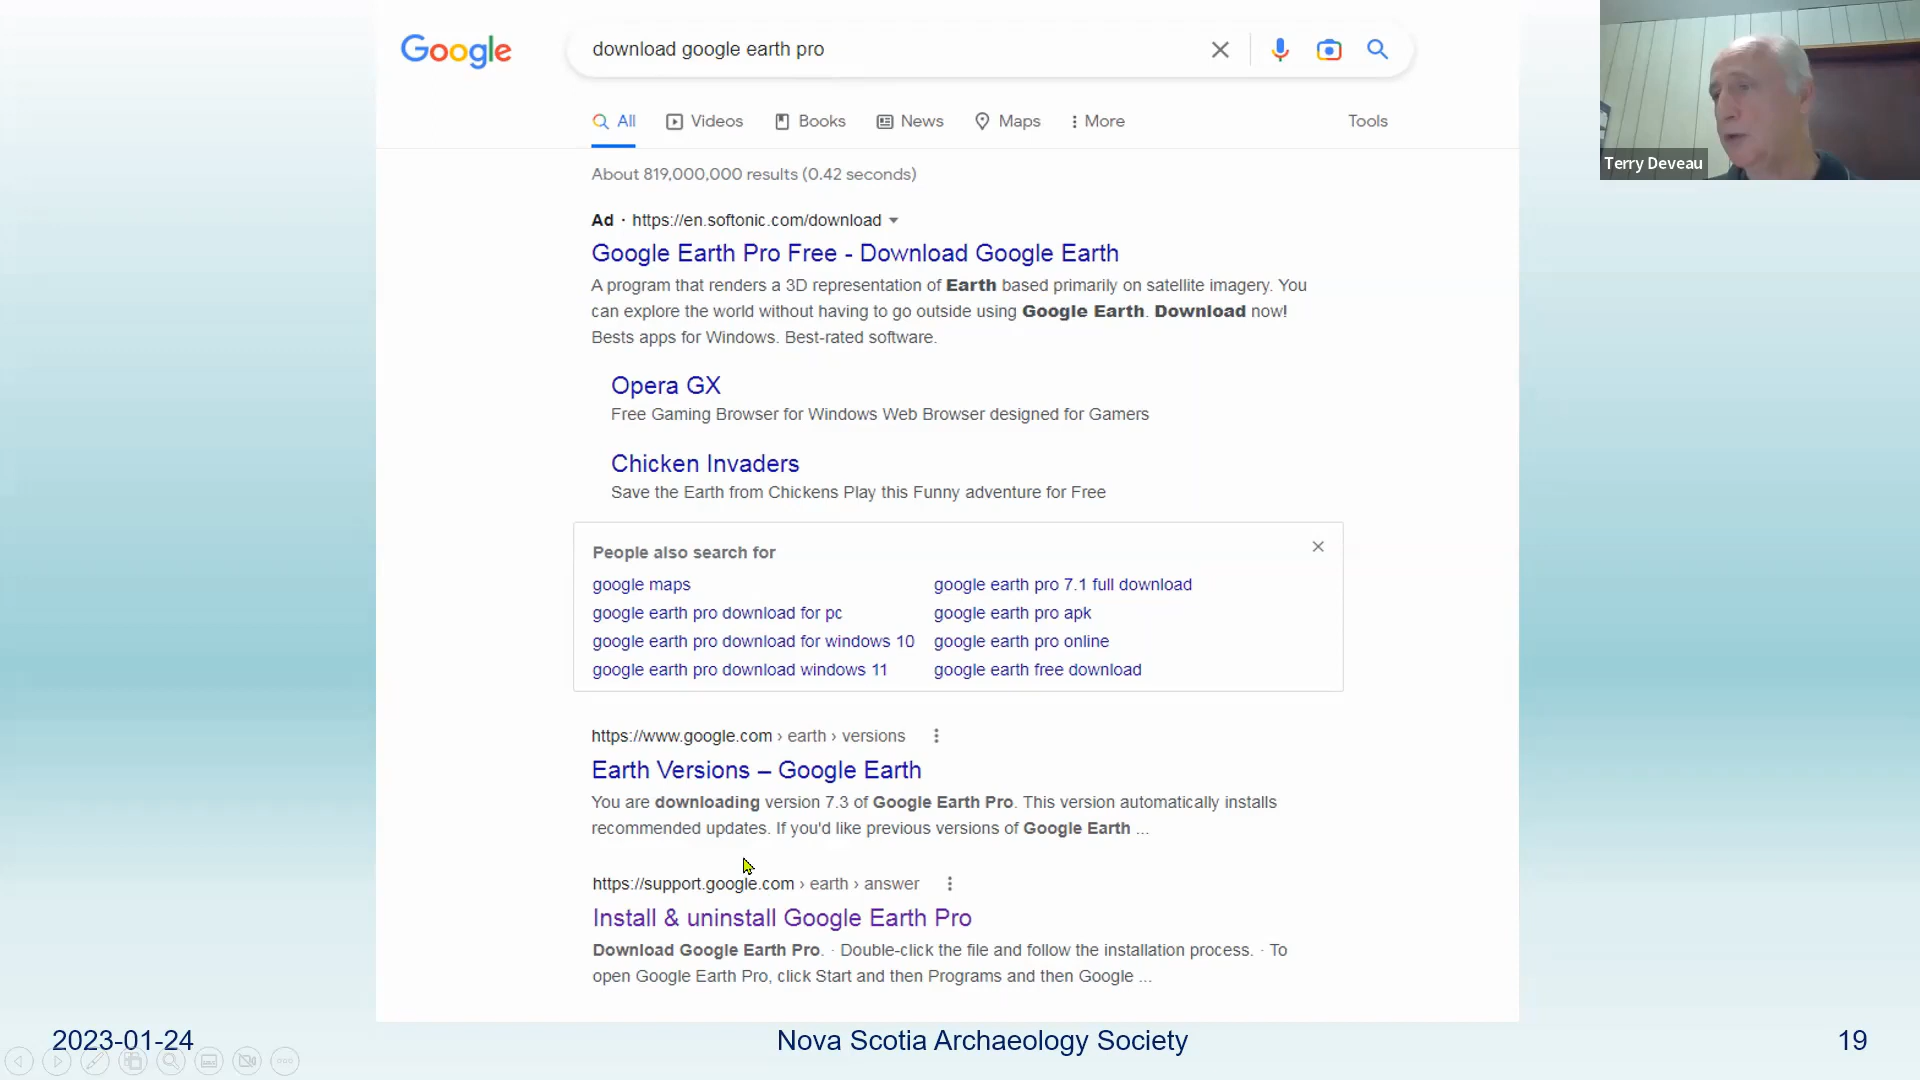 Google
download google earth pro
All
Videos
Books
News
Maps
More
Tools
About 819,000,000 results (0.42 seconds)
Terry Deveau
Ad · https://en.softonic.com/download
Google Earth Pro Free - Download Google Earth
A program that renders a 3D representation of Earth based primarily on satellite imagery. You
can explore the world without having to go outside using Google Earth. Download now!
Bests apps for Windows. Best-rated software.
Opera GX
Free Gaming Browser for Windows Web Browser designed for Gamers
Chicken Invaders
Save the Earth from Chickens Play this Funny adventure for Free
People also search for
google maps
google earth pro download for pc
google earth pro download for windows 10
google earth pro download windows 11
google earth pro 7.1 full download
google earth pro apk
google earth pro online
google earth free download
https://www.google.com › earth › versions
Earth Versions – Google Earth
You are downloading version 7.3 of Google Earth Pro. This version automatically installs
recommended updates. If you'd like previous versions of Google Earth ...
https://support.google.com › earth › answer
Install & uninstall Google Earth Pro
Download Google Earth Pro. · Double-click the file and follow the installation process. · To
open Google Earth Pro, click Start and then Programs and then Google ...
2023-01-24
Nova Scotia Archaeology Society
19